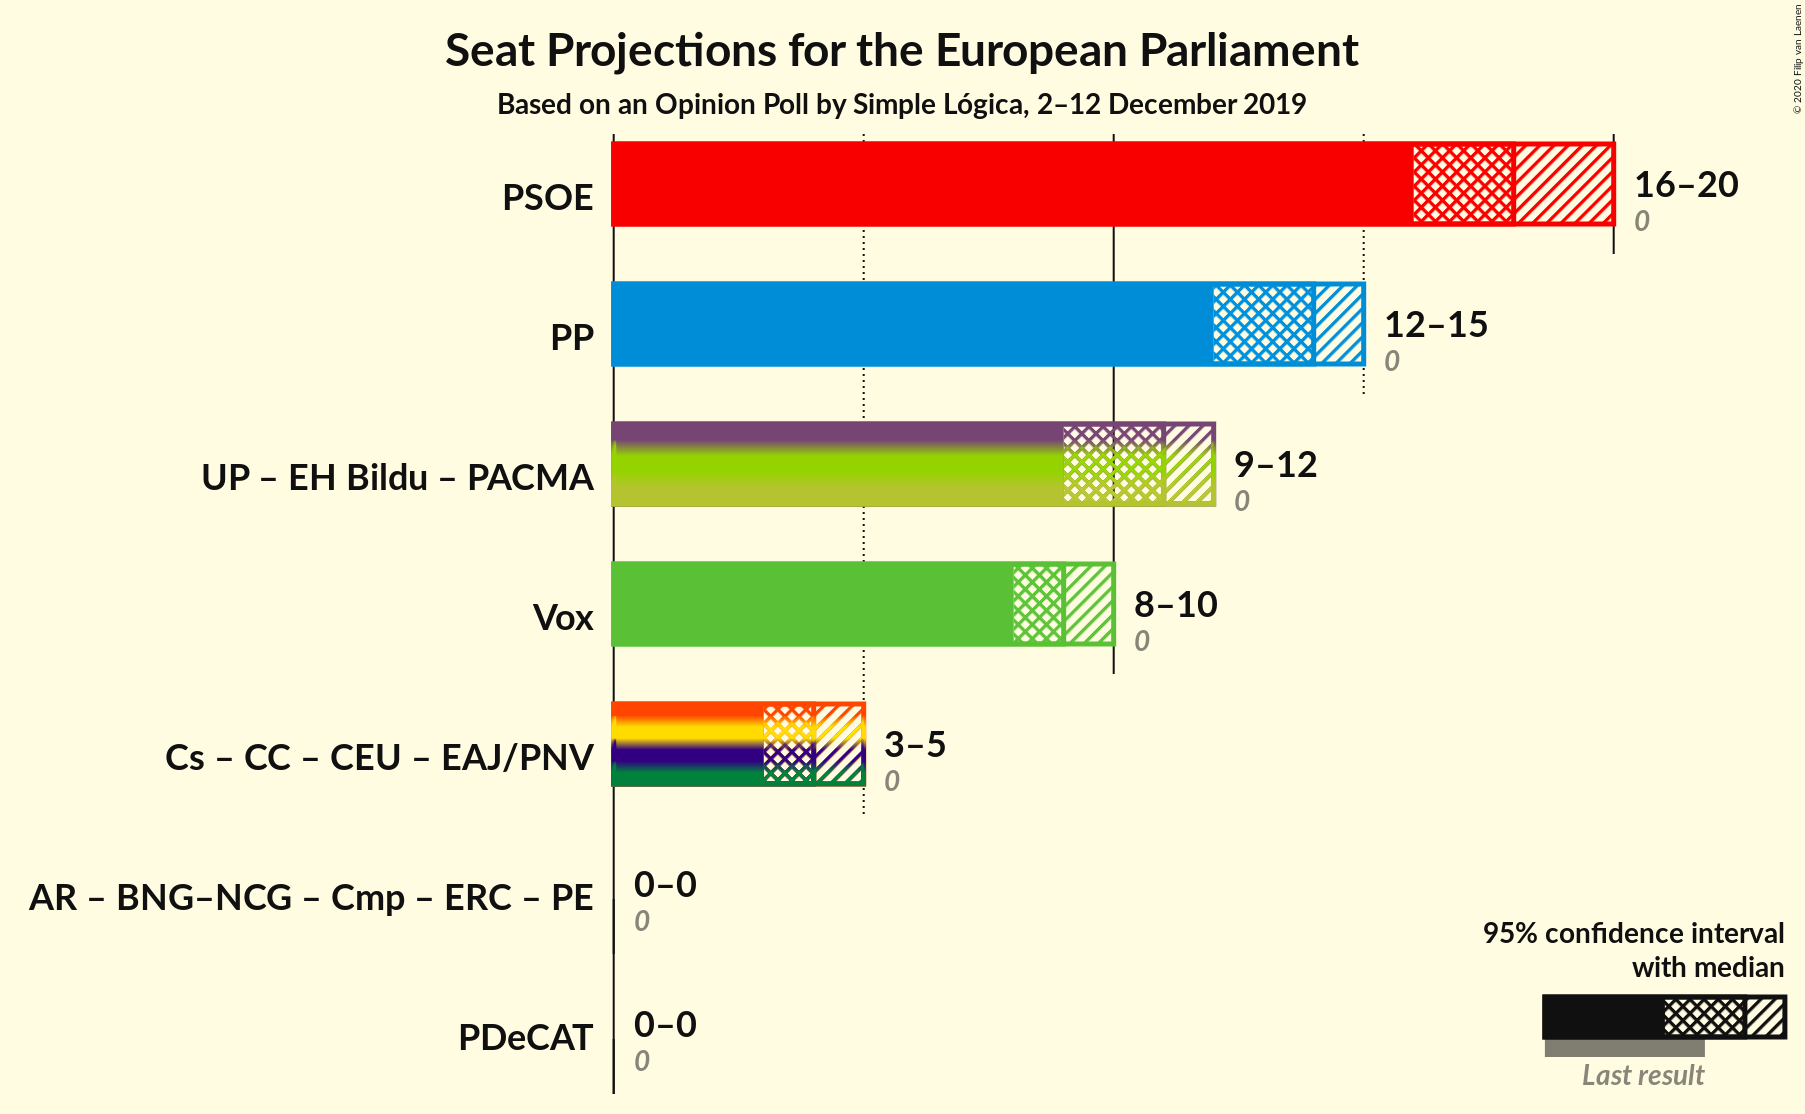 Seat Projections for the European Parliament
Based on an Opinion Poll by Simple Lógica, 2–12 December 2019
© 2020 Filip van Laenen
PSOE
16–20
0
PP
12–15
0
UP – EH Bildu – PACMA
9–12
0
Vox
8–10
0
Cs – CC – CEU – EAJ/PNV
3–5
0
AR – BNG–NCG – Cmp – ERC – PE
0–0
0
PDeCAT
0–0
0
95% confidence interval
with median
Last result